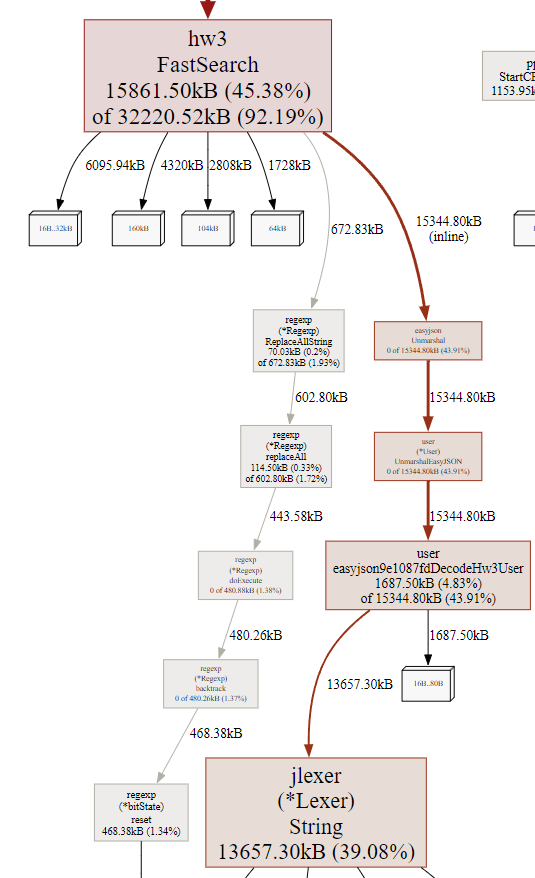 hw3
FastSearch
15861.50kB (45.38%)
of 32220.52kB (92.19%)
StartCP
1153.95k
6095.94kB
4320kB
2808kB
1728kB
16B..32kB
160kB
104kB
64kB
672.83kB
15344.80kB
(inline)
regexp
(*Regexp)
ReplaceAllString
70.03kB (0.2%)
of 672.83kB (1.93%)
easyjson
Unmarshal
0 of 15344.80kB (43.91%)
602.80kB
15344.80kB
regexp
(*Regexp)
replaceAll
114.50kB (0.33%)
of 602.80kB (1.72%)
user
(*User)
UnmarshalEasyJSON
0 of 15344.80kB (43.91%)
443.58kB
15344.80kB
regexp
(*Regexp)
doExecute
0 of 480.88kB (1.38%)
user
easyjson9e1087fdDecodeHw3User
1687.50kB (4.83%)
of 15344.80kB (43.91%)
480.26kB
1687.50kB
regexp
(*Regexp)
backtrack
0 of 480.26kB (1.37%)
16B..80B
13657.30kB
468.38kB
regexp
(*bitState)
reset
468.38kB (1.34%)
jlexer
(*Lexer)
String
13657.30kB (39.08%)